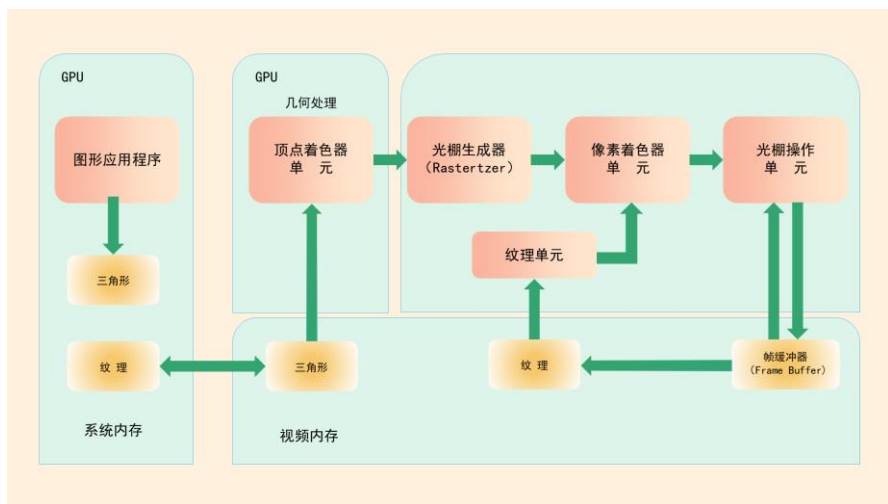 GPU
图形应用程序
三角形
纹 理
系统内存
GPU
几何处理
顶点着色器
单 元
光栅生成器
(Rastertzer)
像素着色器
单 元
光栅操作
单 元
纹理单元
三角形
纹 理
帧缓冲器
(Frame Buffer)
视频内存